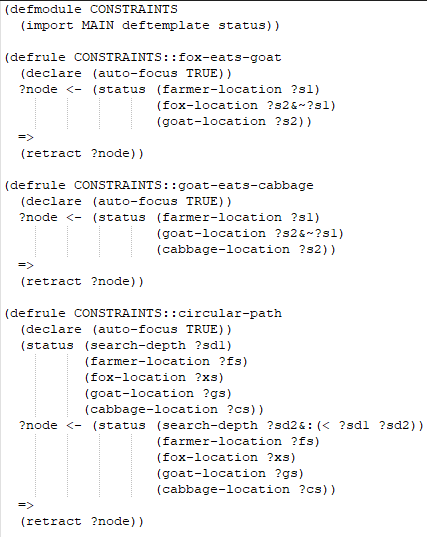 (defmodule CONSTRAINTS
  (import MAIN deftemplate status))

(defrule CONSTRAINTS::fox-eats-goat
  (declare (auto-focus TRUE))
  ?node <- (status (farmer-location ?s1)
                   (fox-location ?s2&~?s1)
                   (goat-location ?s2))
  =>
  (retract ?node))

(defrule CONSTRAINTS::goat-eats-cabbage
  (declare (auto-focus TRUE))
  ?node <- (status (farmer-location ?s1)
                   (goat-location ?s2&~?s1)
                   (cabbage-location ?s2))
  =>
  (retract ?node))

(defrule CONSTRAINTS::circular-path
  (declare (auto-focus TRUE))
  (status (search-depth ?sd1)
          (farmer-location ?fs)
          (fox-location ?xs)
          (goat-location ?gs)
          (cabbage-location ?cs))
  ?node <- (status (search-depth ?sd2&:(< ?sd1 ?sd2))
                   (farmer-location ?fs)
                   (fox-location ?xs)
                   (goat-location ?gs)
                   (cabbage-location ?cs))
  =>
  (retract ?node))